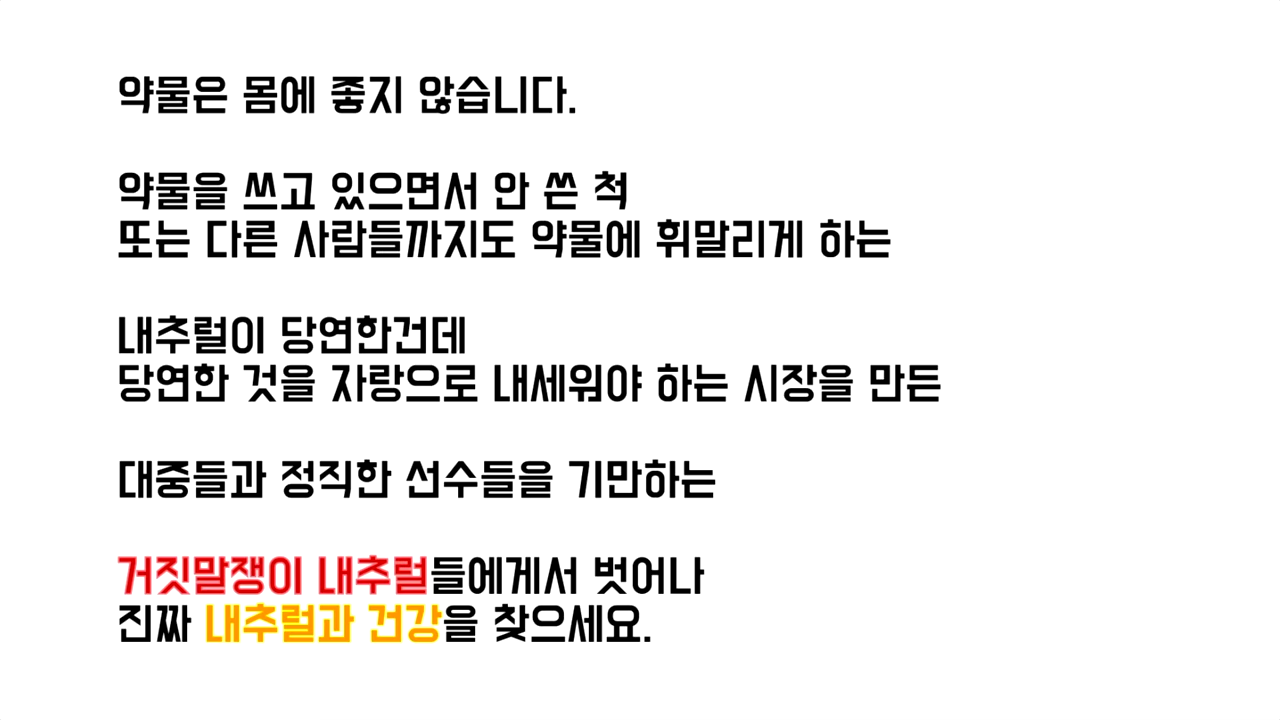 약물은 몸에 좋지 않습니다.
약물을 쓰고 있으면서 안 쓴 척
또는 다른 사람들까지도 약물에 휘말리게 하는
내추럴이 당연한건데
당연한 것을 자랑으로 내세워야 하는 시장을 만든
대중들과 정직한 선수들을 기만하는
거짓말쟁이 내추럴들에게서 벗어나
진짜 내추럴과 건강을 찾으세요.